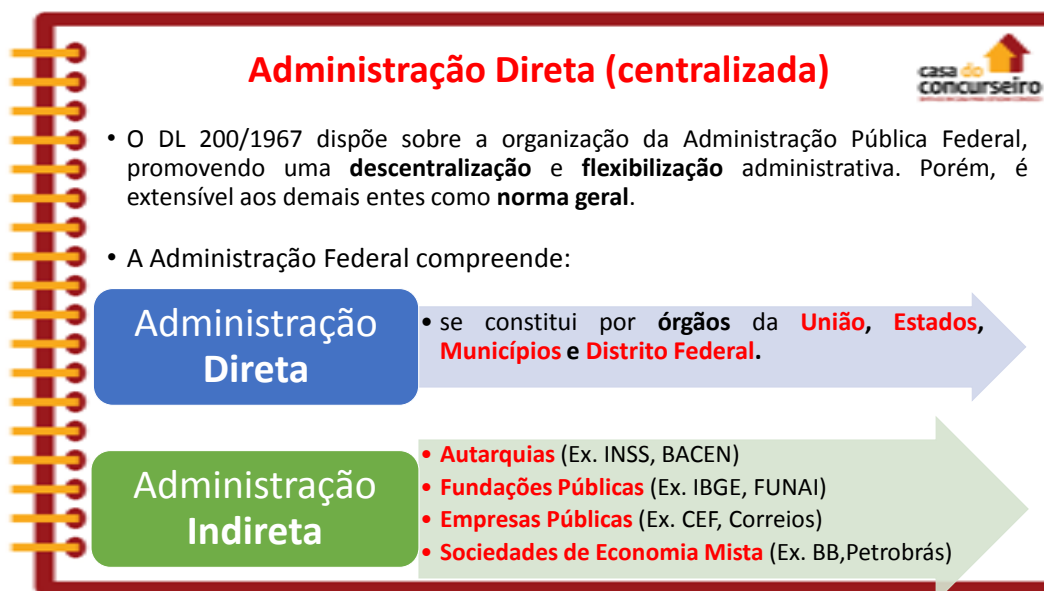 Administração Direta (centralizada)
casa do
concurseiro
• O DL 200/1967 dispõe sobre a organização da Administração Pública Federal,
promovendo uma descentralização e flexibilização administrativa. Porém, é
extensível aos demais entes como norma geral.
• A Administração Federal compreende:
Administração
Direta
• se constitui por órgãos da União, Estados,
Municípios e Distrito Federal.
Administração
Indireta
• Autarquias (Ex. INSS, BACEN)
• Fundações Públicas (Ex. IBGE, FUNAI)
• Empresas Públicas (Ex. CEF, Correios)
• Sociedades de Economia Mista (Ex. BB,Petrobrás)